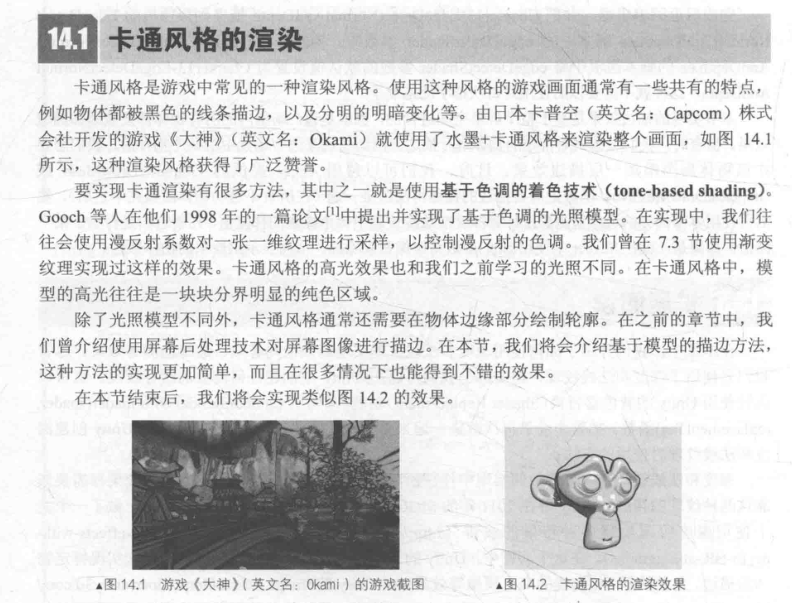 14.1 卡通风格的渲染
卡通风格是游戏中常见的一种渲染风格。使用这种风格的游戏画面通常有一些共有的特点，
例如物体都被黑色的线条描边，以及分明的明暗变化等。由日本卡普空（英文名：Capcom）株式
会社开发的游戏《大神》（英文名：Okami）就使用了水墨+卡通风格来渲染整个画面，如图 14.1
所示，这种渲染风格获得了广泛赞誉。
要实现卡通渲染有很多方法，其中之一就是使用基于色调的着色技术（tone-based shading）。
Gooch 等人在他们 1998 年的一篇论文[1]中提出并实现了基于色调的光照模型。在实现中，我们往
往会使用漫反射系数对一张一维纹理进行采样，以控制漫反射的色调。我们曾在 7.3 节使用渐变
纹理实现过这样的效果。卡通风格的高光效果也和我们之前学习的光照不同。在卡通风格中，模
型的高光往往是一块块分界明显的纯色区域。
除了光照模型不同外，卡通风格通常还需要在物体边缘部分绘制轮廓。在之前的章节中，我
们曾介绍使用屏幕后处理技术对屏幕图像进行描边。在本节，我们将会介绍基于模型的描边方法，
这种方法的实现更加简单，而且在很多情况下也能得到不错的效果。
在本节结束后，我们将会实现类似图 14.2 的效果。
▲图 14.1 游戏《大神》（英文名：Okami）的游戏截图
▲图 14.2 卡通风格的渲染效果